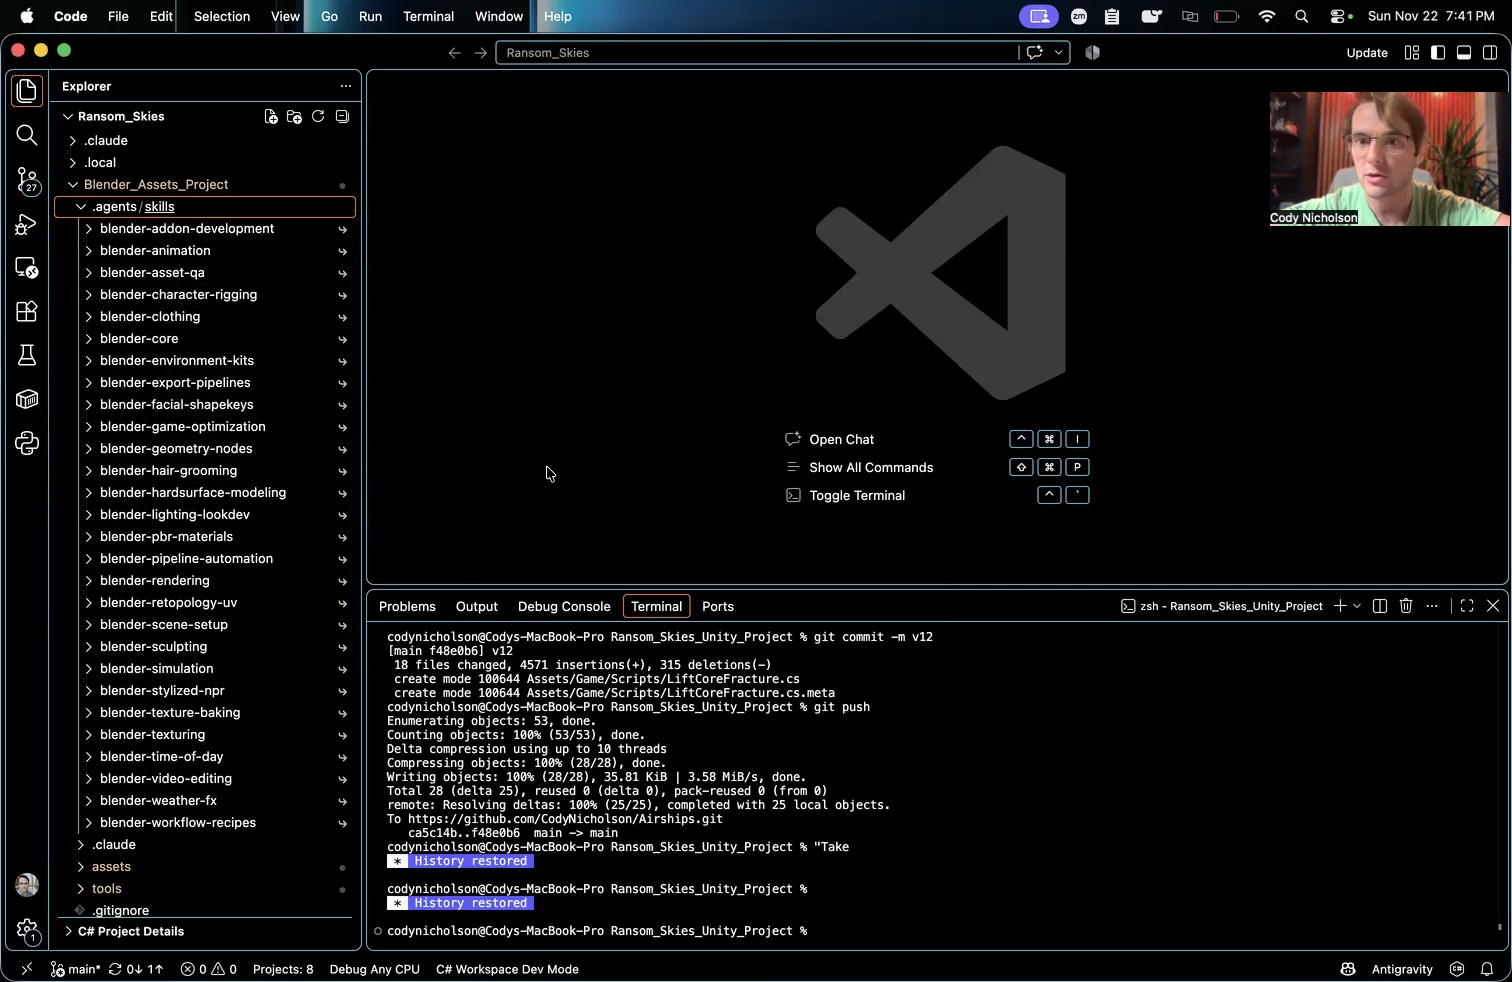 Code File Edit Selection View Go Run Terminal Window Help
zm
Sun Nov 22 7:41 PM
Ransom_Skies
Update
Explorer
Ransom_Skies
.claude
.local
Blender_Assets_Project
.agents / skills
blender-addon-development
blender-animation
blender-asset-qa
blender-character-rigging
blender-clothing
blender-core
blender-environment-kits
blender-export-pipelines
blender-facial-shapekeys
blender-game-optimization
blender-geometry-nodes
blender-hair-grooming
blender-hardsurface-modeling
blender-lighting-lookdev
blender-pbr-materials
blender-pipeline-automation
blender-rendering
blender-retopology-uv
blender-scene-setup
blender-sculpting
blender-simulation
blender-stylized-npr
blender-texture-baking
blender-texturing
blender-time-of-day
blender-video-editing
blender-weather-fx
blender-workflow-recipes
.claude
assets
tools
.gitignore
C# Project Details
27
1
Cody Nicholson
Open Chat ^ ⌘ I
Show All Commands ⇧ ⌘ P
Toggle Terminal ^ `
Problems Output Debug Console Terminal Ports
zsh - Ransom_Skies_Unity_Project
codynicholson@Codys-MacBook-Pro Ransom_Skies_Unity_Project % git commit -m v12
[main f48e0b6] v12
18 files changed, 4571 insertions(+), 315 deletions(-)
create mode 100644 Assets/Game/Scripts/LiftCoreFracture.cs
create mode 100644 Assets/Game/Scripts/LiftCoreFracture.cs.meta
codynicholson@Codys-MacBook-Pro Ransom_Skies_Unity_Project % git push
Enumerating objects: 53, done.
Counting objects: 100% (53/53), done.
Delta compression using up to 10 threads
Compressing objects: 100% (28/28), done.
Writing objects: 100% (28/28), 35.81 KiB | 3.58 MiB/s, done.
Total 28 (delta 25), reused 0 (delta 0), pack-reused 0 (from 0)
remote: Resolving deltas: 100% (25/25), completed with 25 local objects.
To https://github.com/CodyNicholson/Airships.git
ca5c14b..f48e0b6 main -> main
codynicholson@Codys-MacBook-Pro Ransom_Skies_Unity_Project % "Take
* History restored
codynicholson@Codys-MacBook-Pro Ransom_Skies_Unity_Project %
* History restored
codynicholson@Codys-MacBook-Pro Ransom_Skies_Unity_Project %
main* 0↓ 1↑ 0 0 Projects: 8 Debug Any CPU C# Workspace Dev Mode
Antigravity